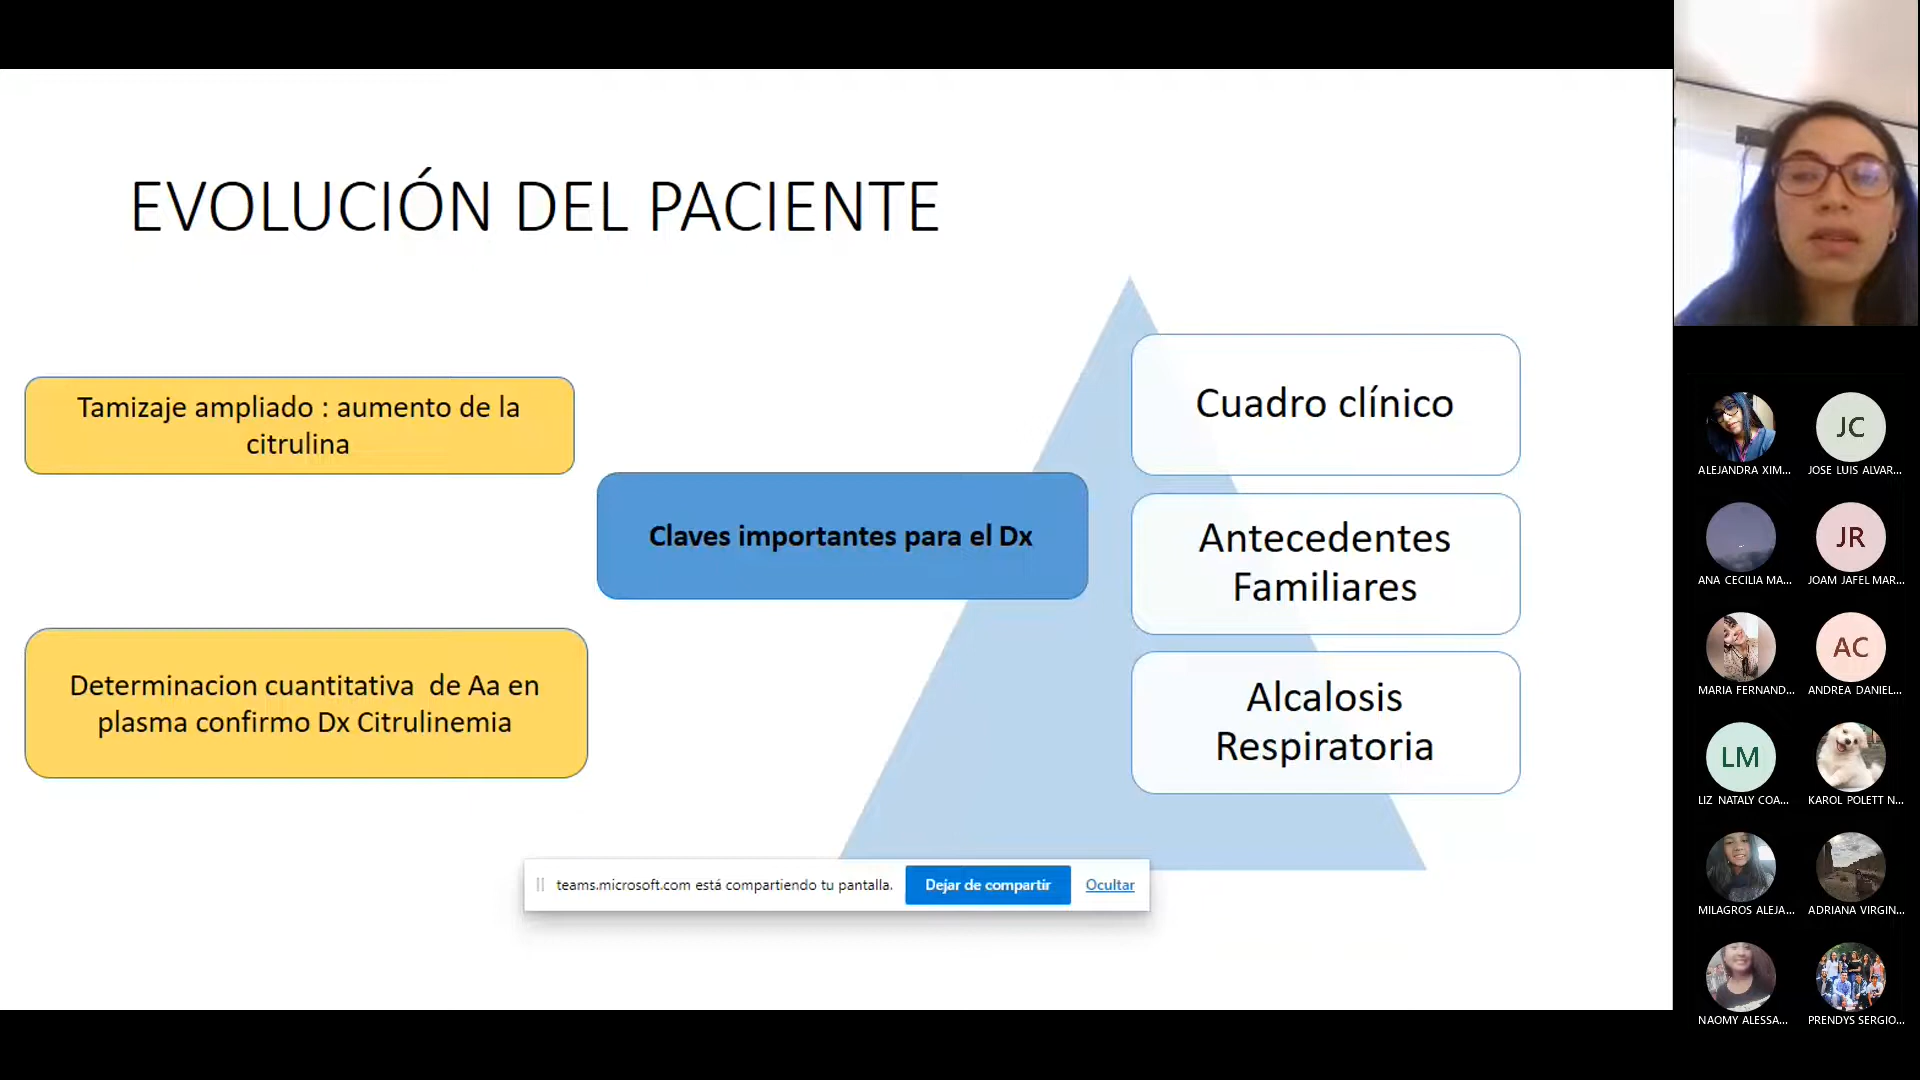 EVOLUCIÓN DEL PACIENTE
Tamizaje ampliado : aumento de la
citrulina
Determinacion cuantitativa de Aa en
plasma confirmo Dx Citrulinemia
Claves importantes para el Dx
Cuadro clínico
Antecedentes
Familiares
Alcalosis
Respiratoria
teams.microsoft.com está compartiendo tu pantalla.
Dejar de compartir
Ocultar
ALEJANDRA XIM...
JC
JOSE LUIS ALVAR...
ANA CECILIA MA...
JR
JOAM JAFEL MAR...
MARIA FERNAND...
AC
ANDREA DANIEL...
LM
LIZ NATALY COA...
KAROL POLETT N...
MILAGROS ALEJA...
ADRIANA VIRGIN...
NAOMY ALESSA...
PRENDYS SERGIO...